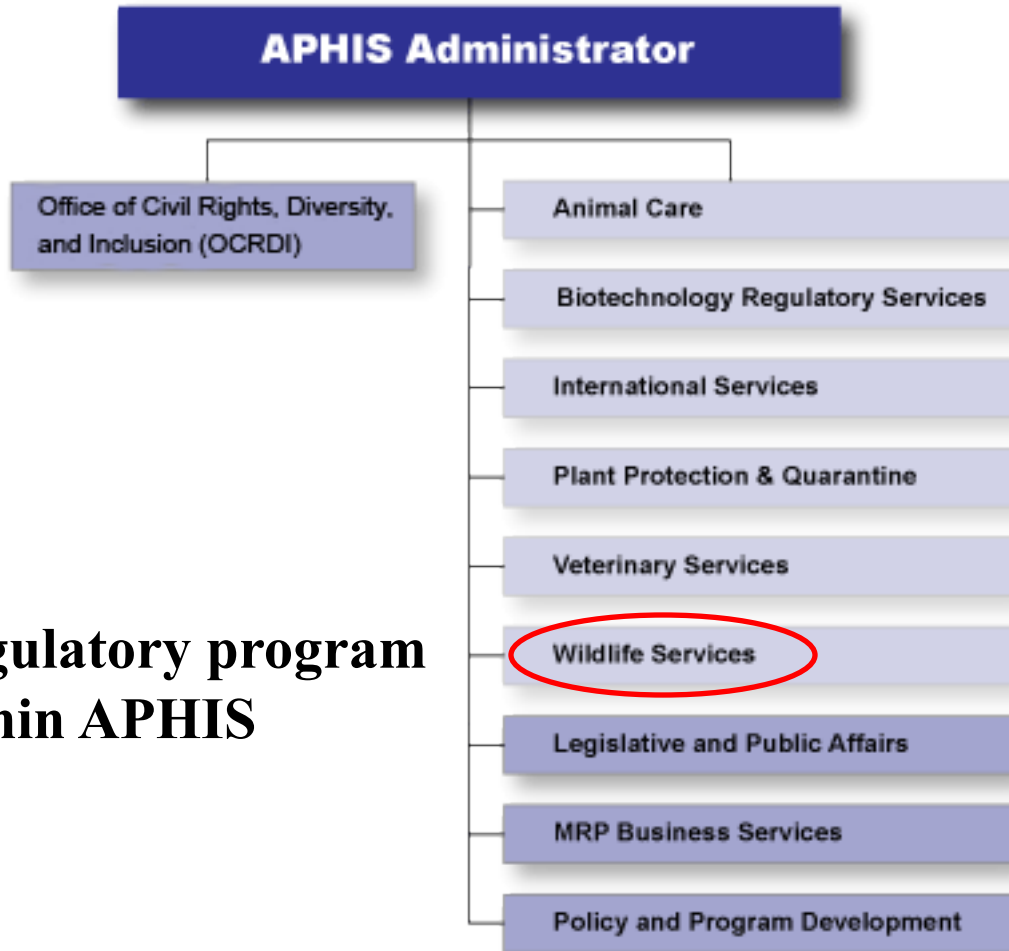 APHIS Administrator
Office of Civil Rights, Diversity,
and Inclusion (OCRDI)
Animal Care
Biotechnology Regulatory Services
International Services
Plant Protection & Quarantine
Veterinary Services
Wildlife Services
gulatory program
hin APHIS
Legislative and Public Affairs
MRP Business Services
Policy and Program Development